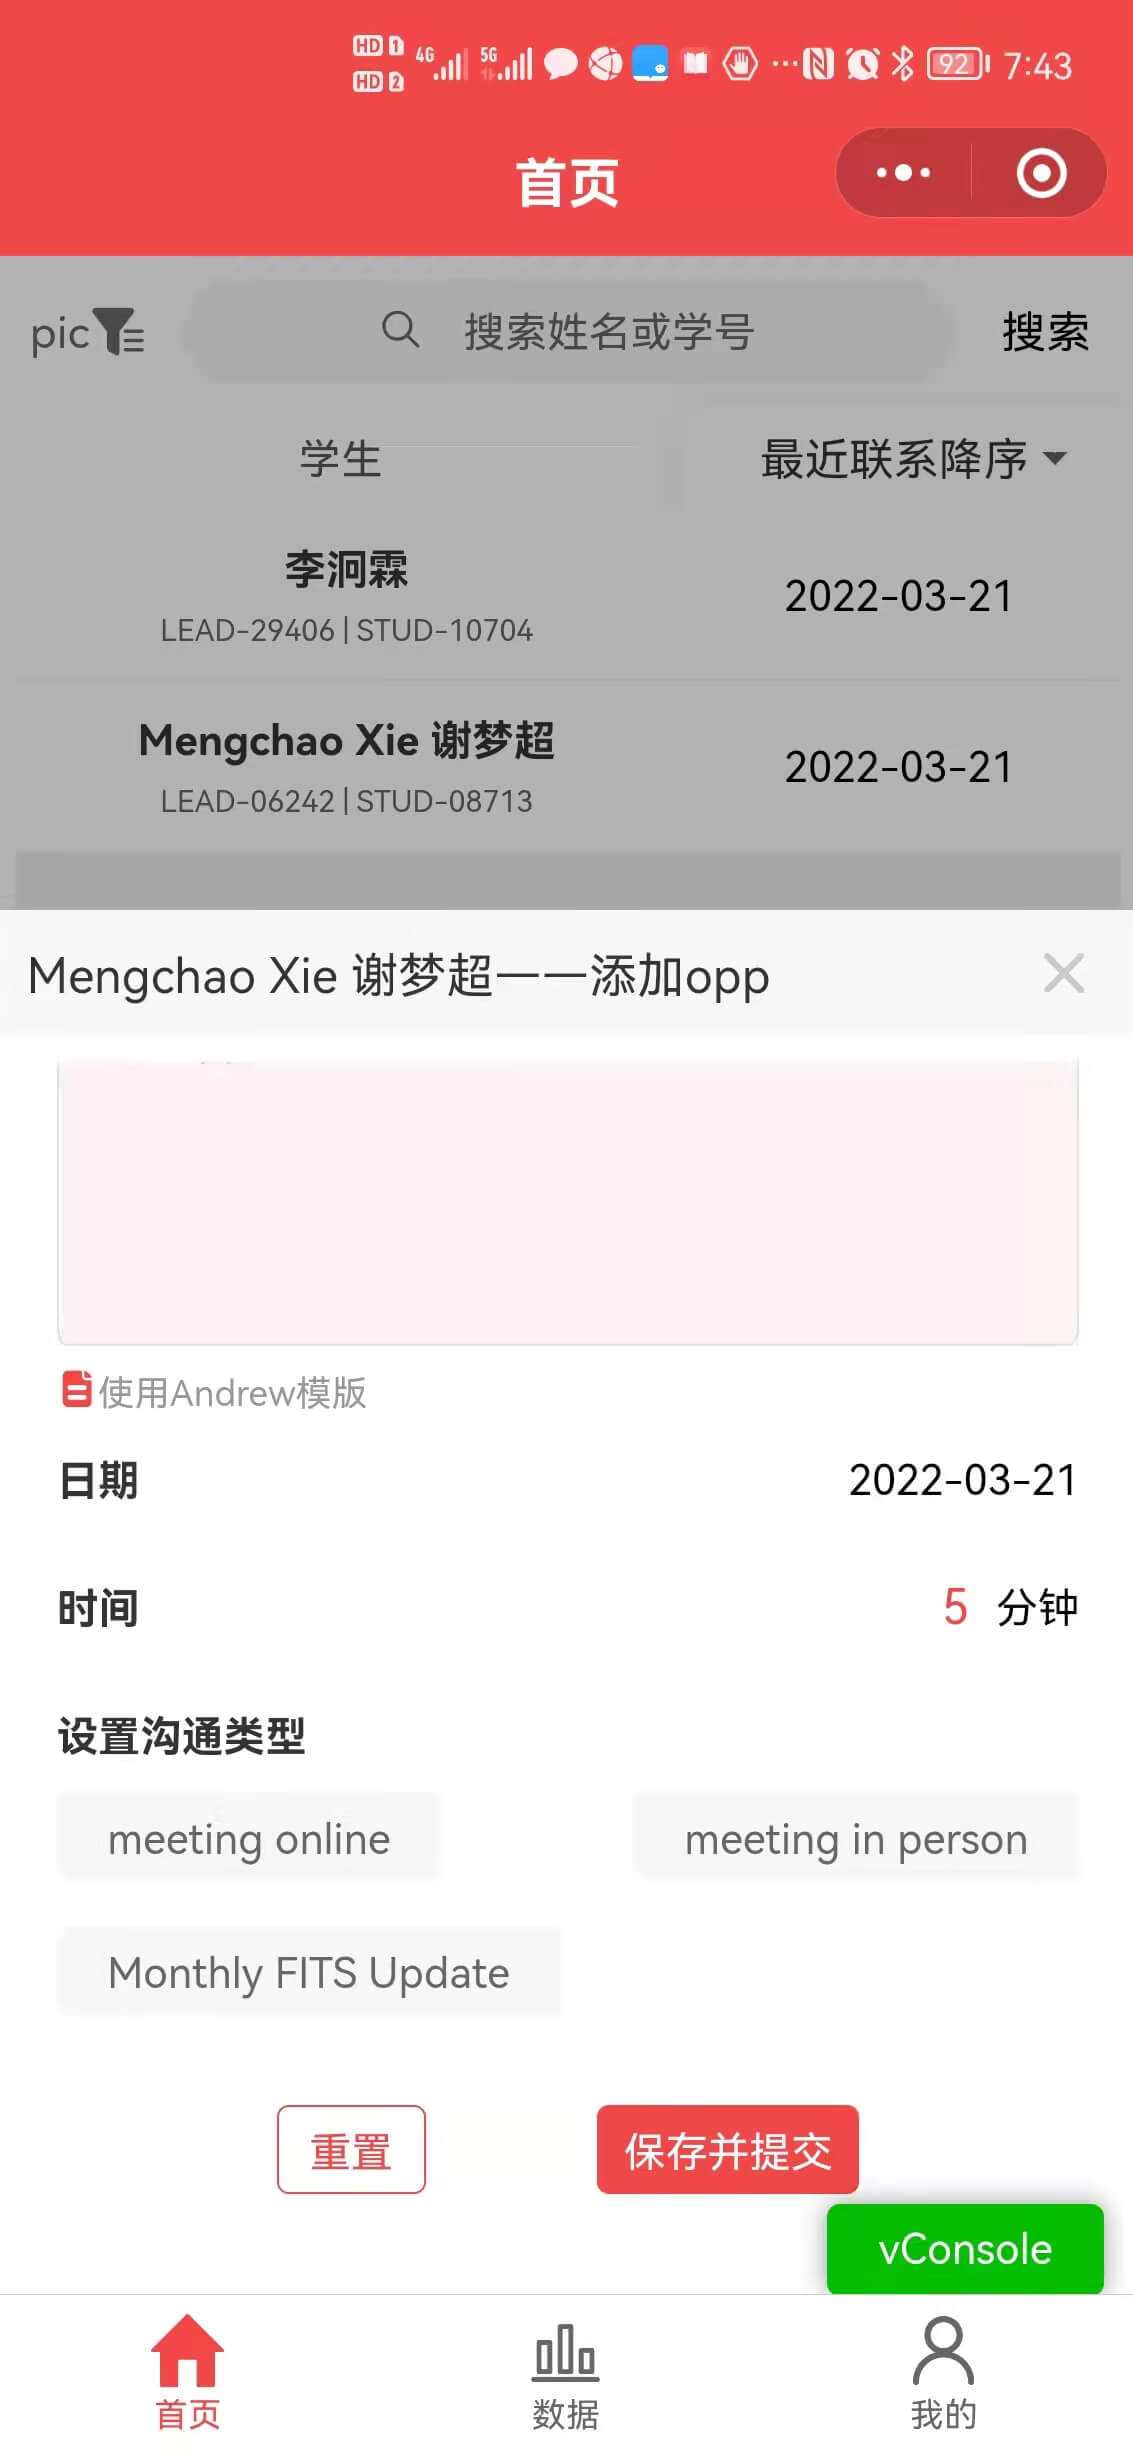 HD 1 4G 5G 92 7:43
HD 2
首页
pic 搜索姓名或学号 搜索
学生 最近联系降序
李泂霖 2022-03-21
LEAD-29406 | STUD-10704
Mengchao Xie 谢梦超 2022-03-21
LEAD-06242 | STUD-08713
Mengchao Xie 谢梦超一一添加opp
使用Andrew模版
日期 2022-03-21
时间 5 分钟
设置沟通类型
meeting online meeting in person
Monthly FITS Update
重置 保存并提交
vConsole
首页 数据 我的